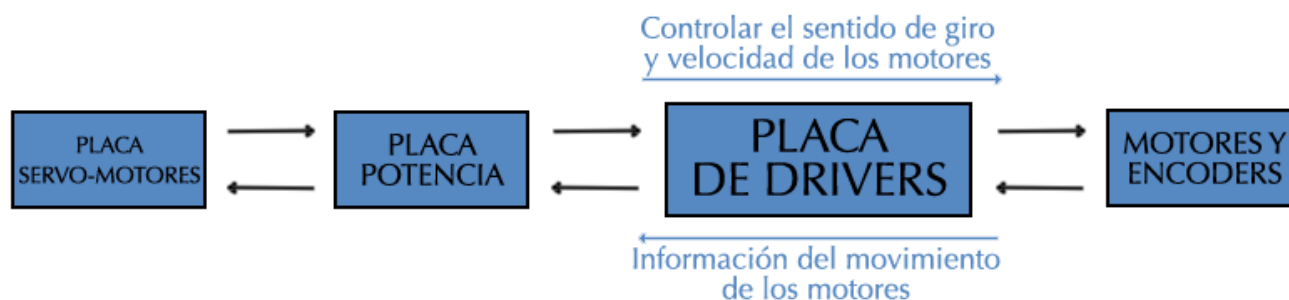 Controlar el sentido de giro
y velocidad de los motores
PLACA
SERVO-MOTORES
PLACA
POTENCIA
PLACA
DE DRIVERS
MOTORES Y
ENCODERS
Información del movimiento
de los motores